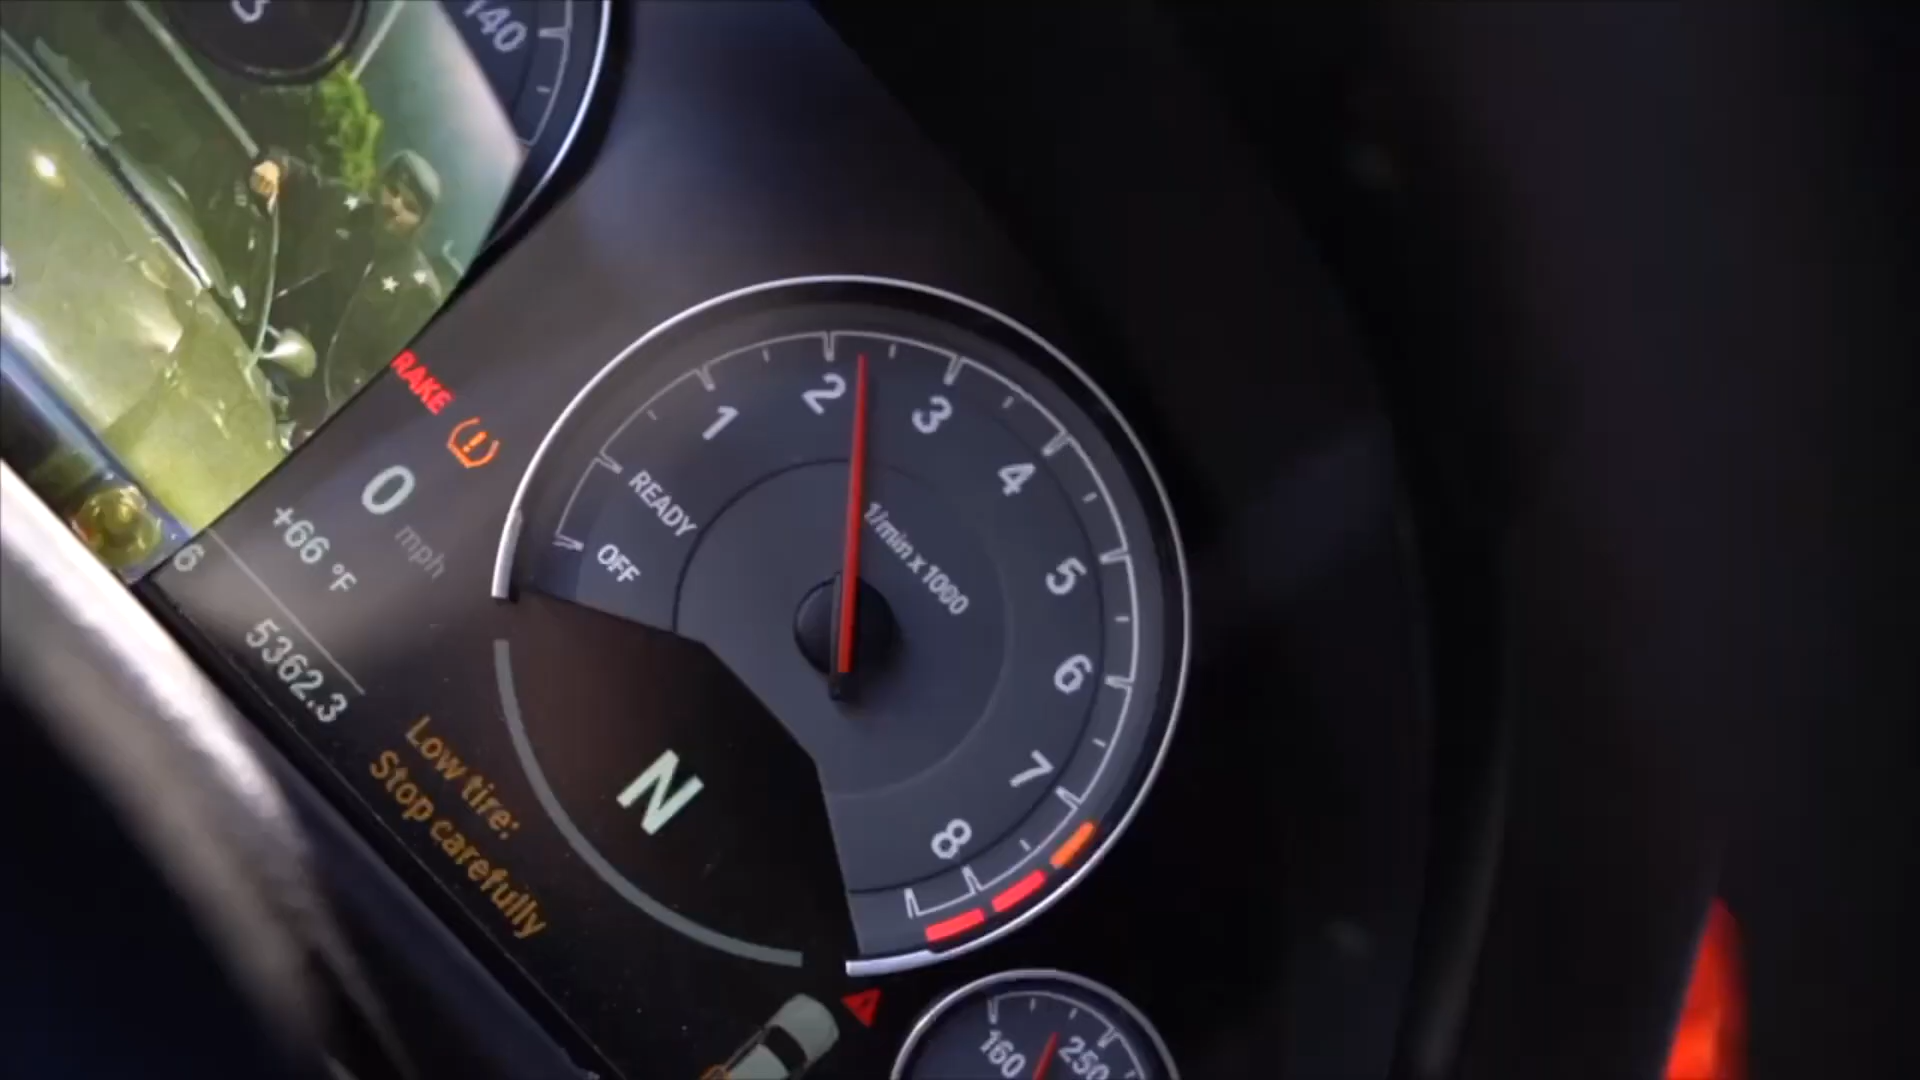 140
RAKE
0 mph
+66 °F
6
5362.3
Low tire:
Stop carefully
OFF
READY
1
2
3
4
5
6
7
8
1/min x 1000
N
160
250